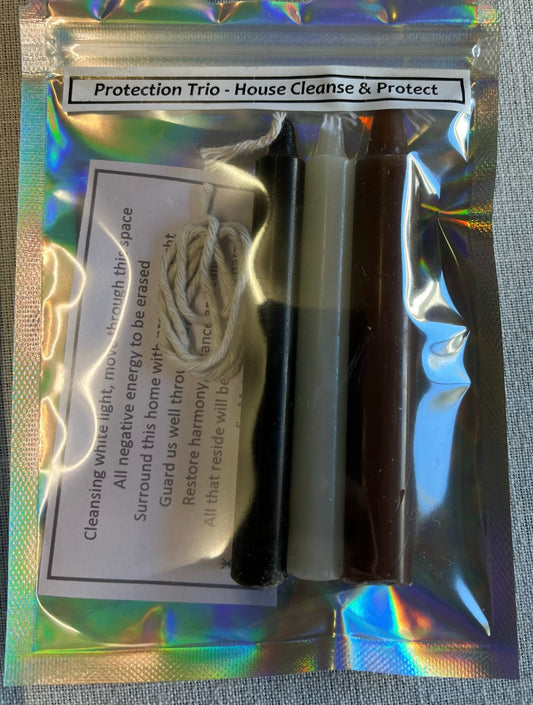 Protection Trio - House Cleanse & Protect
Cleansing white light, move through this space
All negative energy to be erased
Surround this home with
Guard us well throu
Restore harmony,
All that reside will be